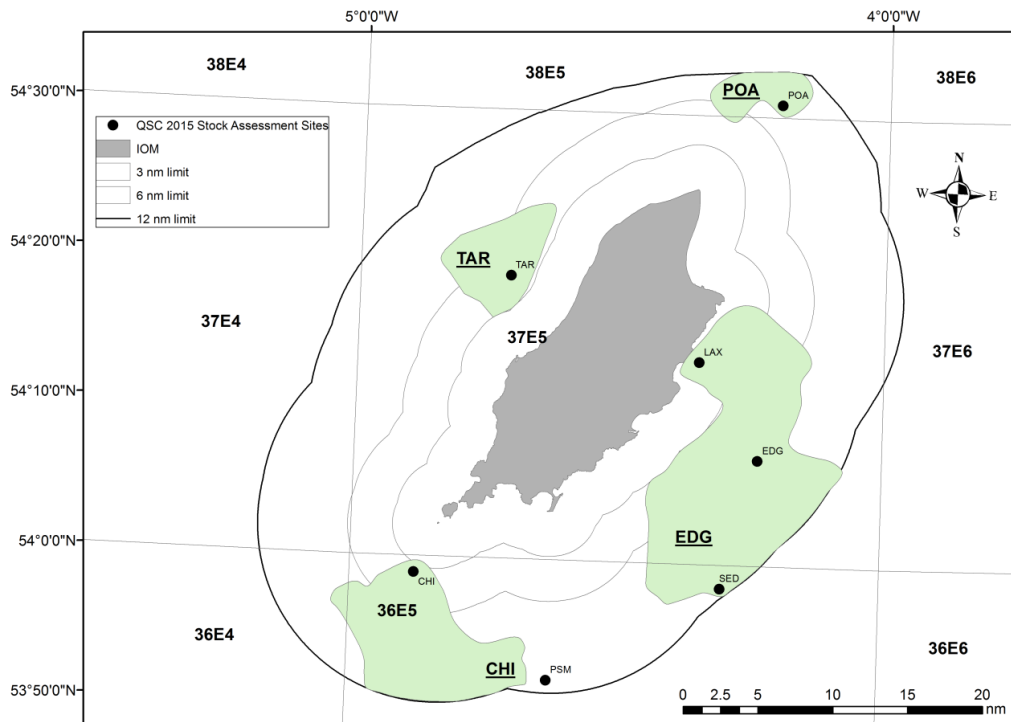 5°0'0"W
4°0'0"W
38E4
38E5
38E6
54°30'0"N
POA
POA
QSC 2015 Stock Assessment Sites
IOM
3 nm limit
6 nm limit
12 nm limit
N
W
E
S
54°20'0"N
TAR
TAR
37E4
37E5
37E6
LAX
54°10'0"N
EDG
EDG
54°0'0"N
CHI
SED
36E5
36E4
36E6
CHI
PSM
53°50'0"N
0 2.5 5 10 15 20
nm